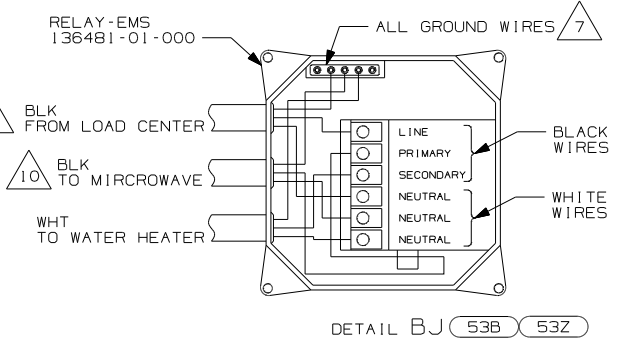 RELAY-EMS
136481-01-000
ALL GROUND WIRES 7
BLK
FROM LOAD CENTER
10 BLK
TO MIRCROWAVE
WHT
TO WATER HEATER
LINE
PRIMARY
SECONDARY
NEUTRAL
NEUTRAL
NEUTRAL
BLACK
WIRES
WHITE
WIRES
DETAIL BJ 53B 53Z